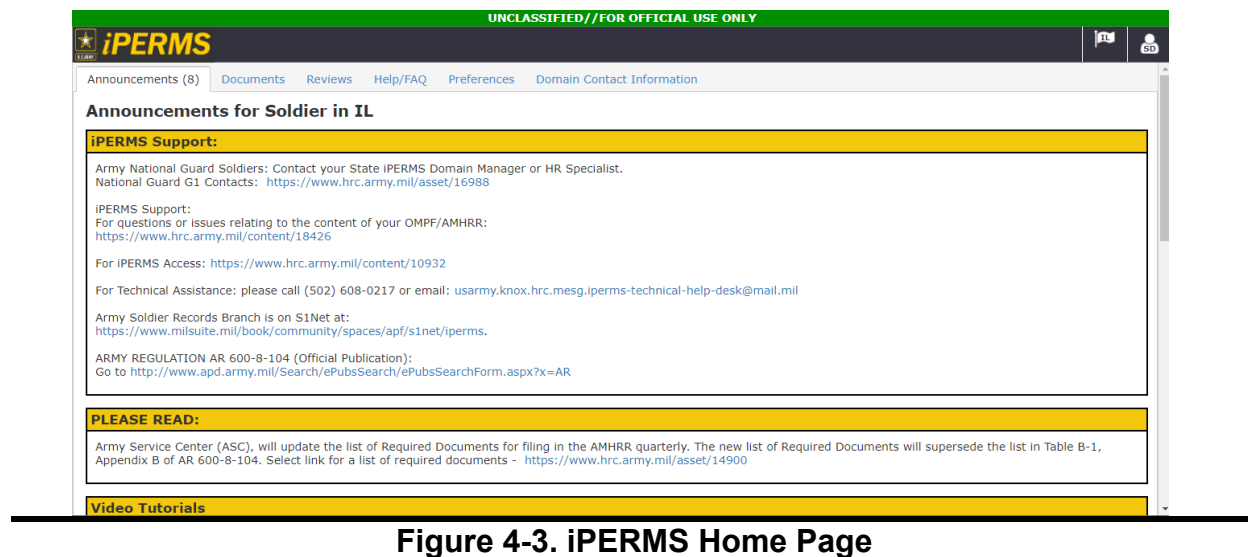 UNCLASSIFIED//FOR OFFICIAL USE ONLY
iPERMS
IL
SD
Announcements (8) Documents Reviews Help/FAQ Preferences Domain Contact Information
Announcements for Soldier in IL
iPERMS Support:
Army National Guard Soldiers: Contact your State iPERMS Domain Manager or HR Specialist.
National Guard G1 Contacts: https://www.hrc.army.mil/asset/16988
iPERMS Support:
For questions or issues relating to the content of your OMPF/AMHRR:
https://www.hrc.army.mil/content/18426
For iPERMS Access: https://www.hrc.army.mil/content/10932
For Technical Assistance: please call (502) 608-0217 or email: usarmy.knox.hrc.mesg.iperms-technical-help-desk@mail.mil
Army Soldier Records Branch is on S1Net at:
https://www.milsuite.mil/book/community/spaces/apf/s1net/iperms.
ARMY REGULATION AR 600-8-104 (Official Publication):
Go to http://www.apd.army.mil/Search/ePubsSearch/ePubsSearchForm.aspx?x=AR
PLEASE READ:
Army Service Center (ASC), will update the list of Required Documents for filing in the AMHRR quarterly. The new list of Required Documents will supersede the list in Table B-1,
Appendix B of AR 600-8-104. Select link for a list of required documents - https://www.hrc.army.mil/asset/14900
Video Tutorials
Figure 4-3. iPERMS Home Page